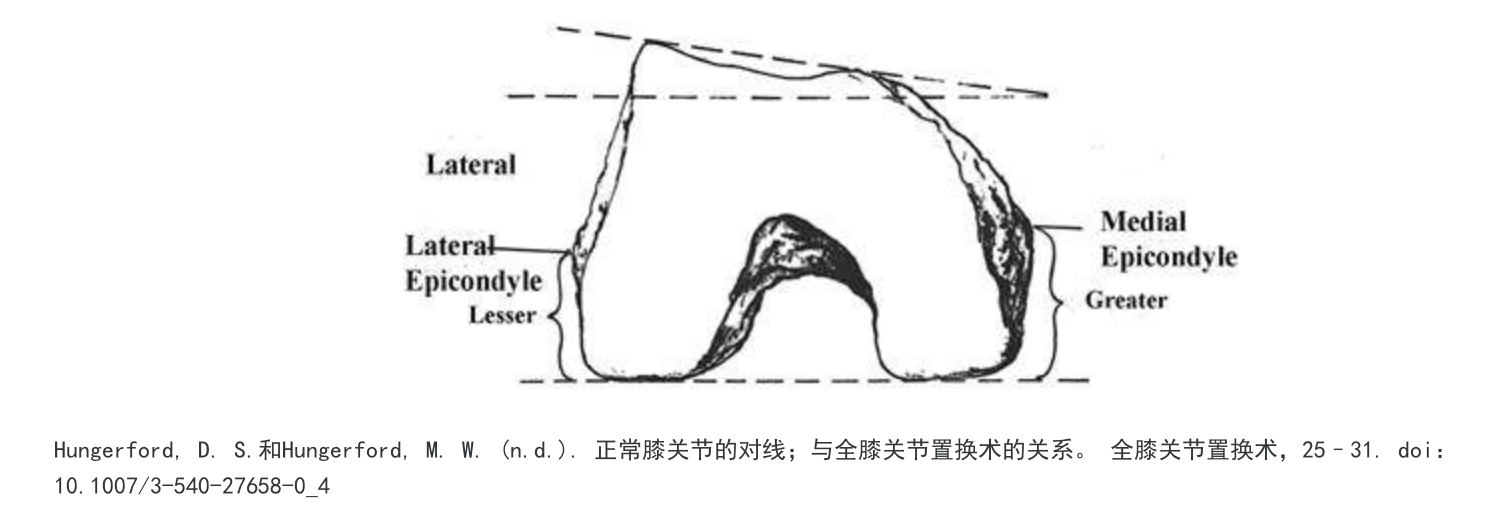 Lateral
Lateral
Epicondyle
Lesser
Medial
Epicondyle
Greater
Hungerford, D. S.和Hungerford, M. W. (n.d.). 正常膝关节的对线；与全膝关节置换术的关系。 全膝关节置换术，25–31. doi：
10.1007/3-540-27658-0_4